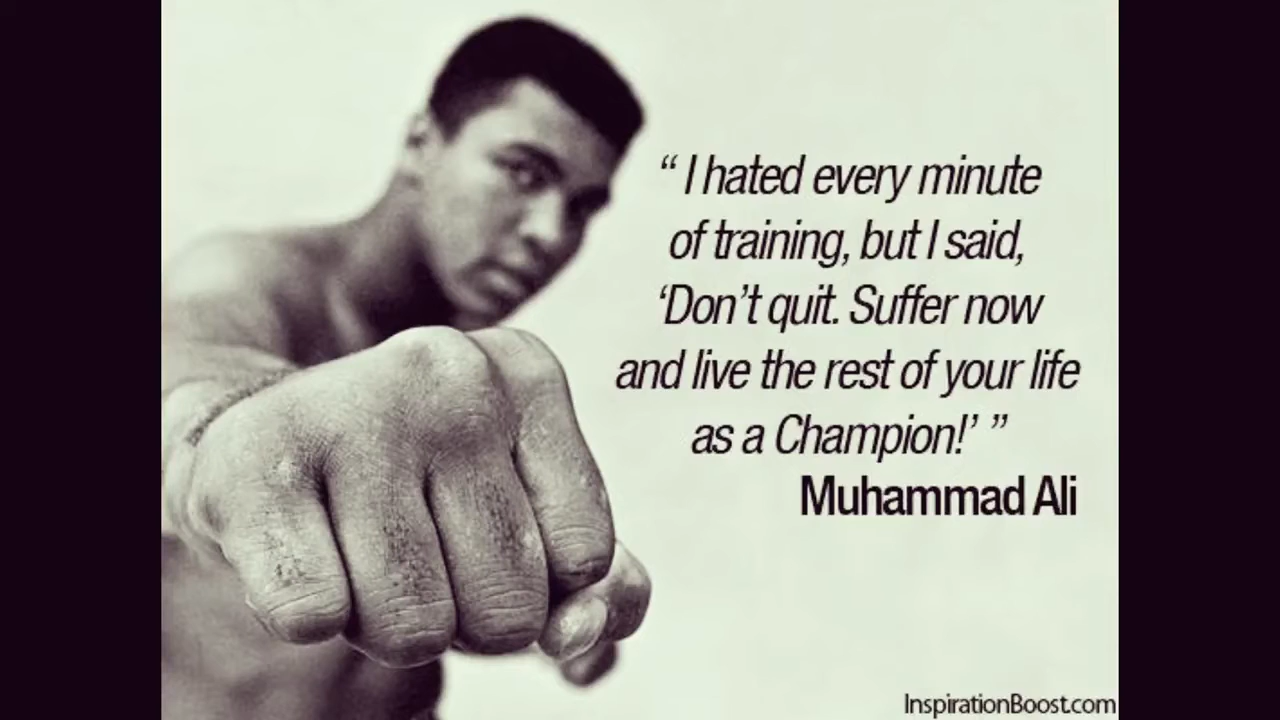 “ I hated every minute
of training, but I said,
‘Don’t quit. Suffer now
and live the rest of your life
as a Champion!’ ”
Muhammad Ali
InspirationBoost.com